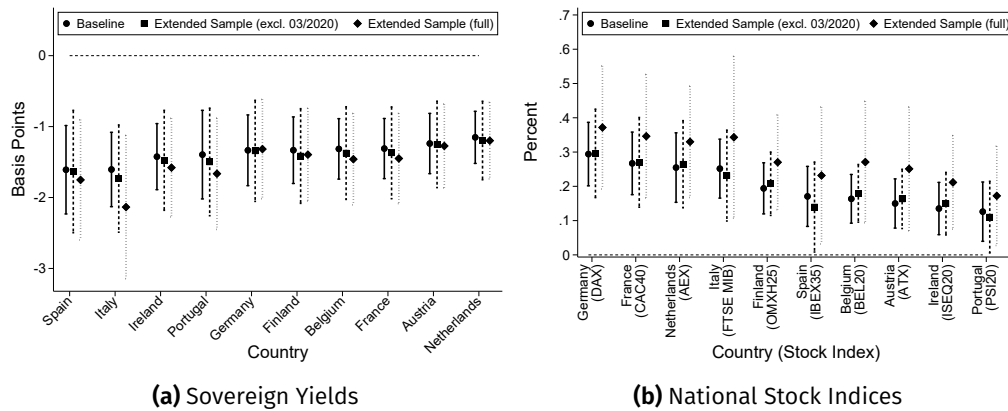 Baseline Extended Sample (excl. 03/2020) Extended Sample (full)
0
-1
-2
-3
Basis Points
Spain
Italy
Ireland
Portugal
Germany
Finland
Belgium
France
Austria
Netherlands
Country
(a) Sovereign Yields
Baseline Extended Sample (excl. 03/2020) Extended Sample (full)
.7
.6
.5
.4
.3
.2
.1
0
Percent
Germany
(DAX)
France
(CAC40)
Netherlands
(AEX)
Italy
(FTSE MIB)
Finland
(OMXH25)
Spain
(IBEX35)
Belgium
(BEL20)
Austria
(ATX)
Ireland
(ISEQ20)
Portugal
(PSI20)
Country (Stock Index)
(b) National Stock Indices